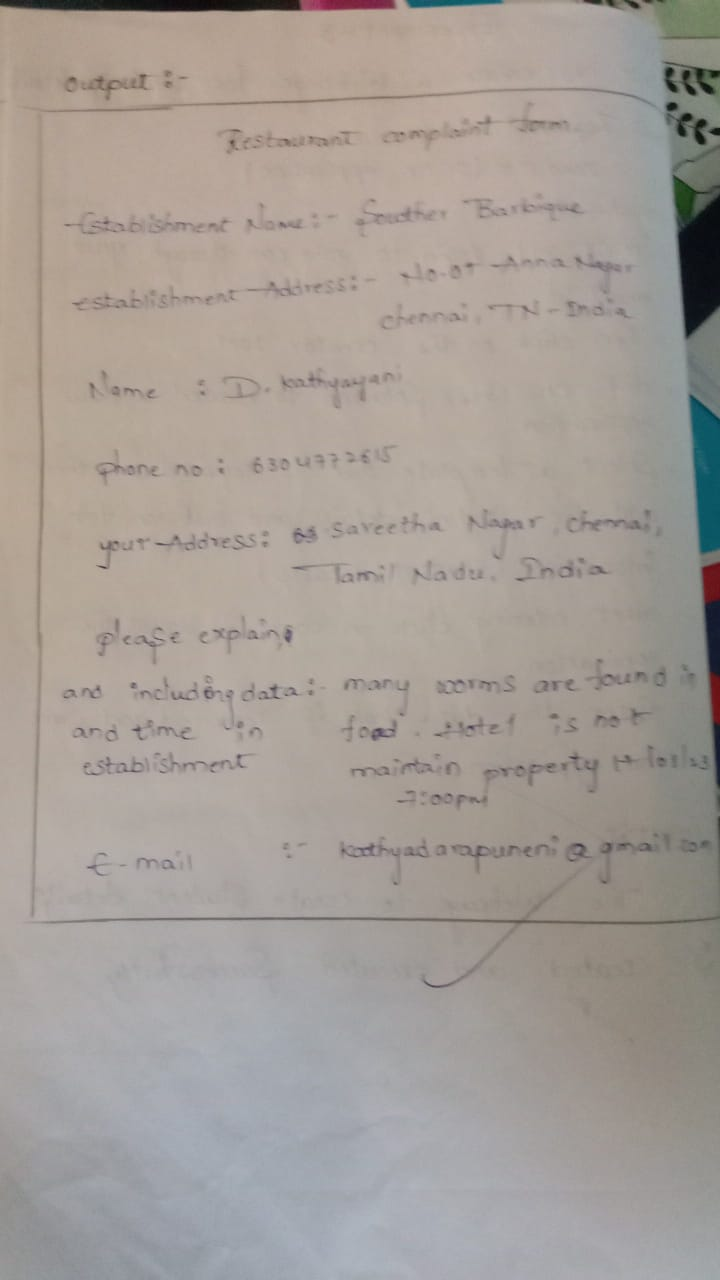 Output :-
Restaurant complaint form
Establishment Name :- Souther Barbique
establishment Address :- No.07 Anna Nagar
chennai, TN - India
Name : D. kathyayani
phone no : 6304772615
your Address : Saveetha Nagar, chennai,
Tamil Nadu, India
please explain
and including data :- many worms are found in
and time in food. Hotel is not
establishment maintain property
7:00pm
E-mail :- kathyadarapuneni@gmail.com